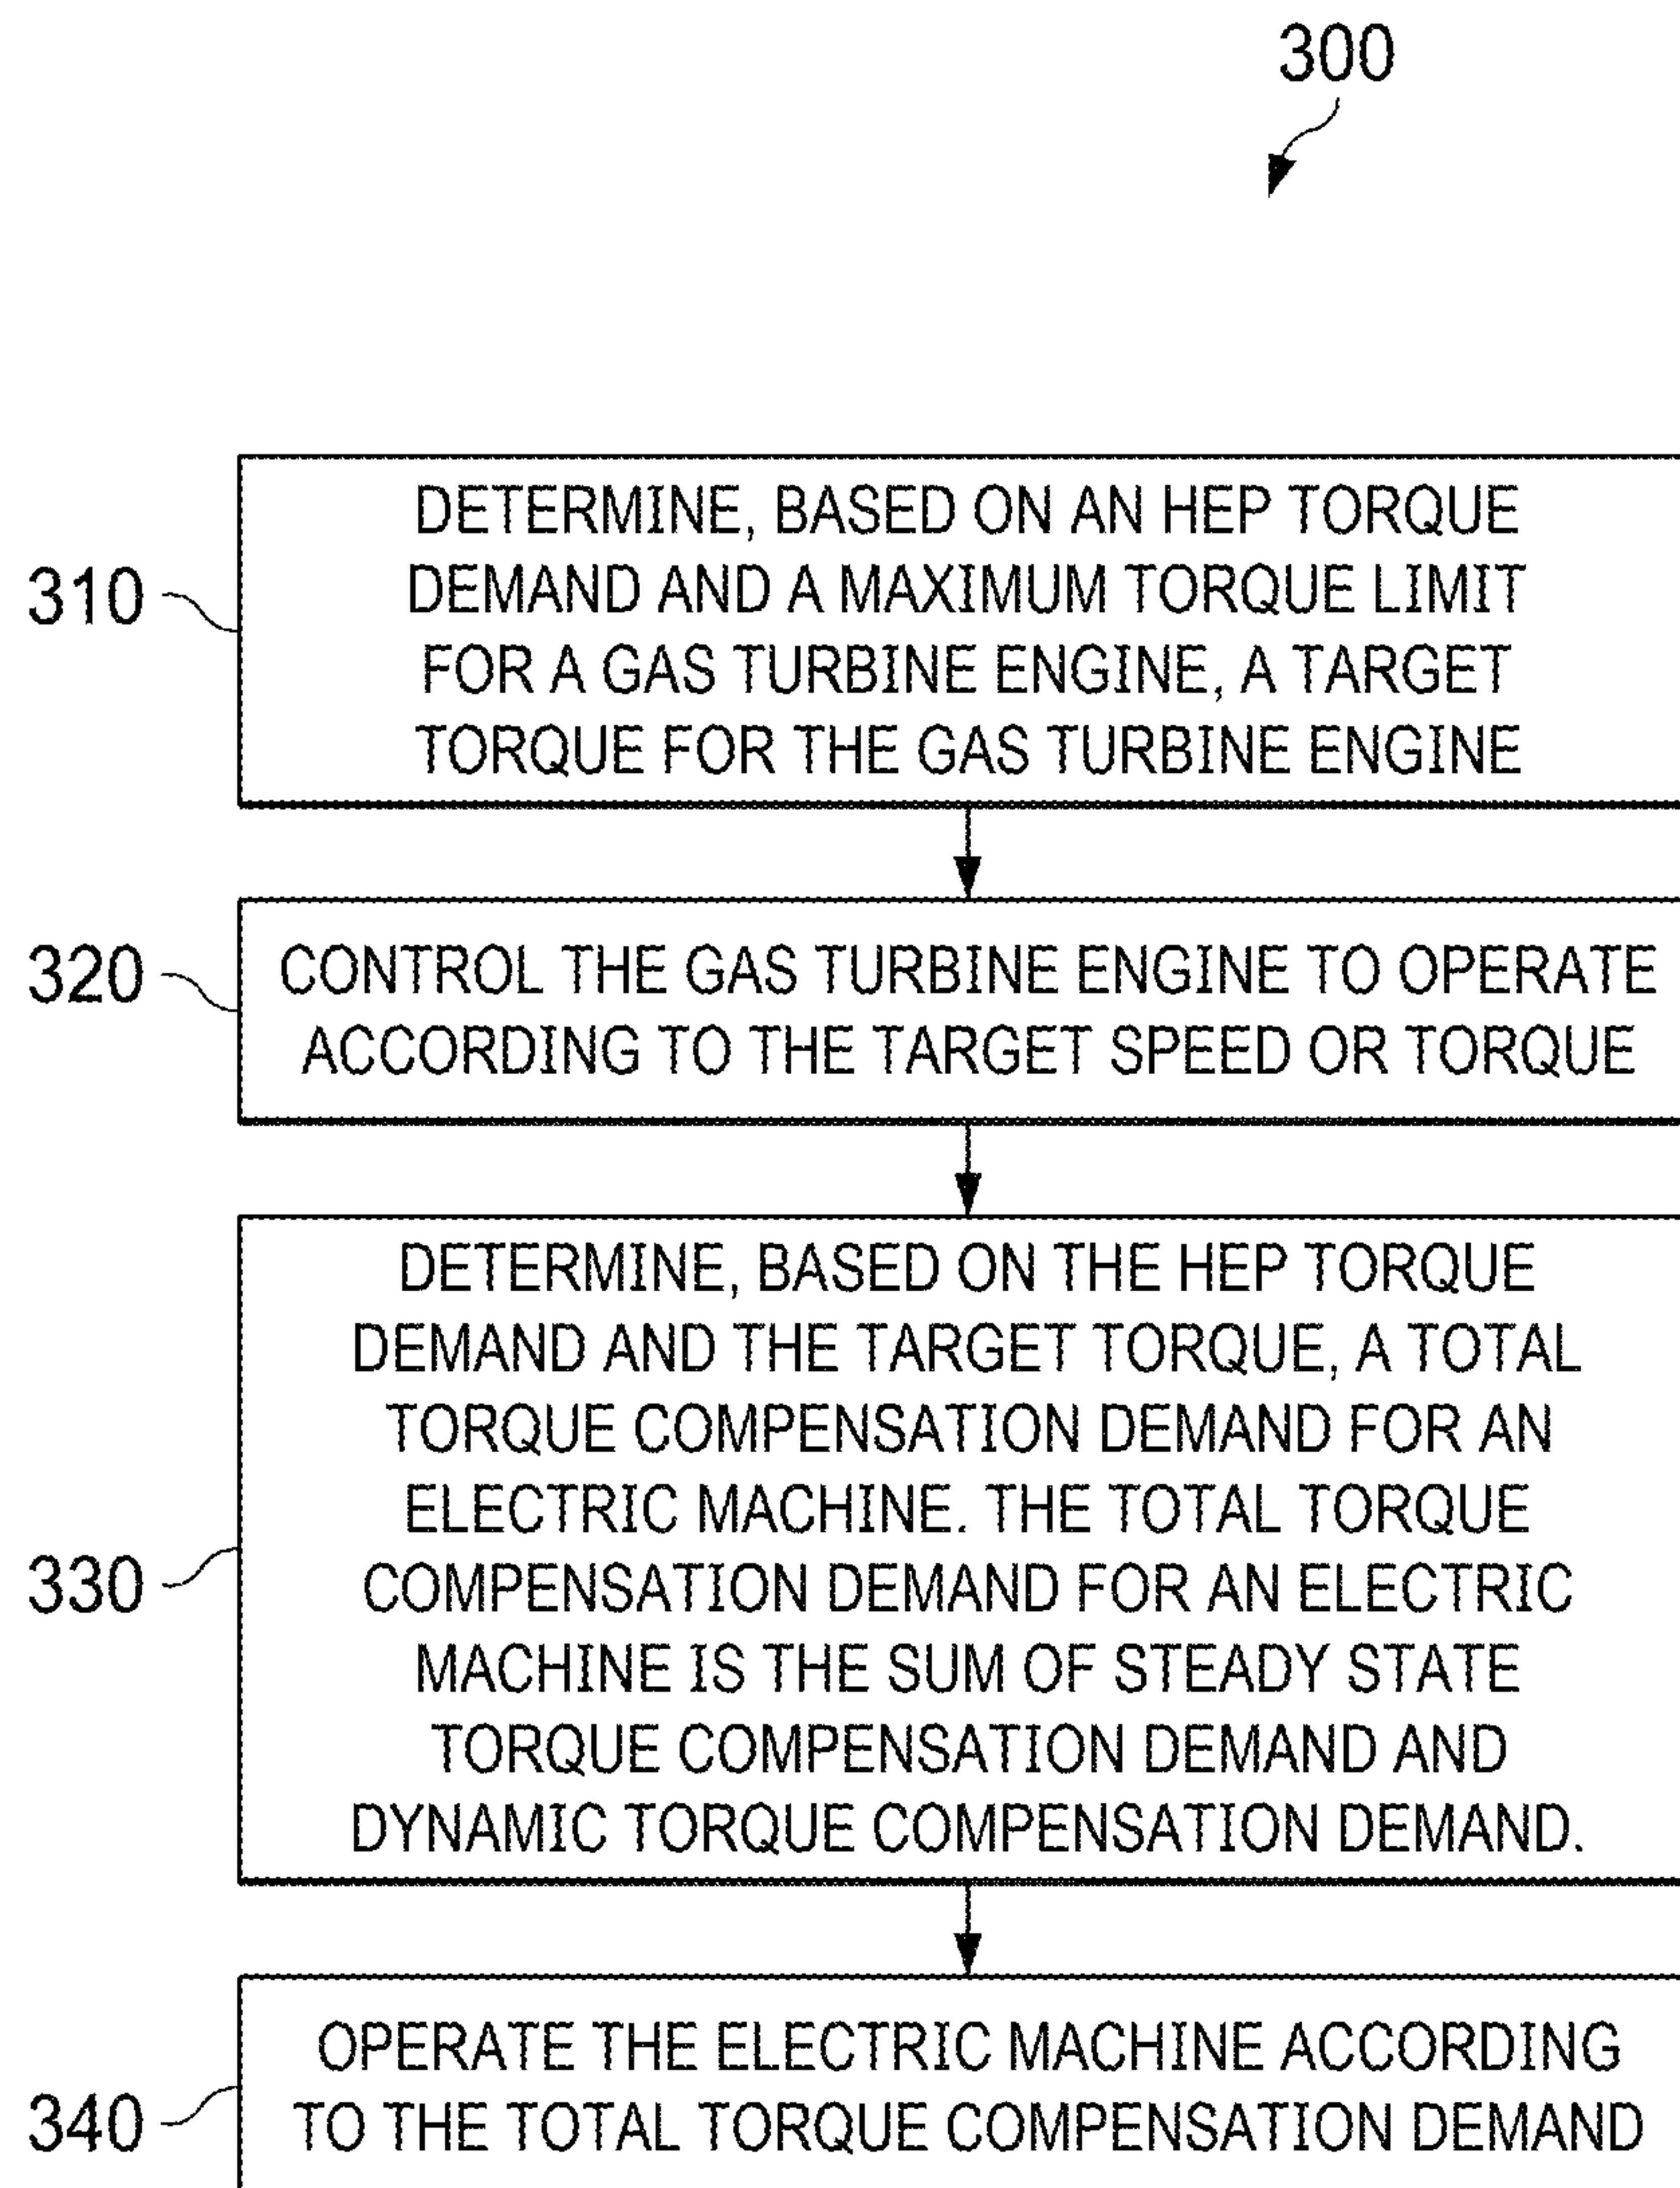 300
310
DETERMINE, BASED ON AN HEP TORQUE
DEMAND AND A MAXIMUM TORQUE LIMIT
FOR A GAS TURBINE ENGINE, A TARGET
TORQUE FOR THE GAS TURBINE ENGINE
320
CONTROL THE GAS TURBINE ENGINE TO OPERATE
ACCORDING TO THE TARGET SPEED OR TORQUE
330
DETERMINE, BASED ON THE HEP TORQUE
DEMAND AND THE TARGET TORQUE, A TOTAL
TORQUE COMPENSATION DEMAND FOR AN
ELECTRIC MACHINE. THE TOTAL TORQUE
COMPENSATION DEMAND FOR AN ELECTRIC
MACHINE IS THE SUM OF STEADY STATE
TORQUE COMPENSATION DEMAND AND
DYNAMIC TORQUE COMPENSATION DEMAND.
340
OPERATE THE ELECTRIC MACHINE ACCORDING
TO THE TOTAL TORQUE COMPENSATION DEMAND